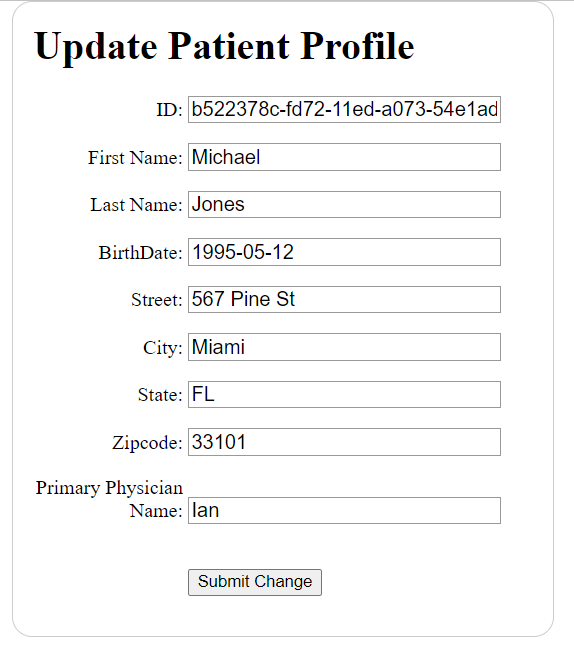 Update Patient Profile
ID: b522378c-fd72-11ed-a073-54e1ad
First Name: Michael
Last Name: Jones
BirthDate: 1995-05-12
Street: 567 Pine St
City: Miami
State: FL
Zipcode: 33101
Primary Physician
Name: Ian
Submit Change